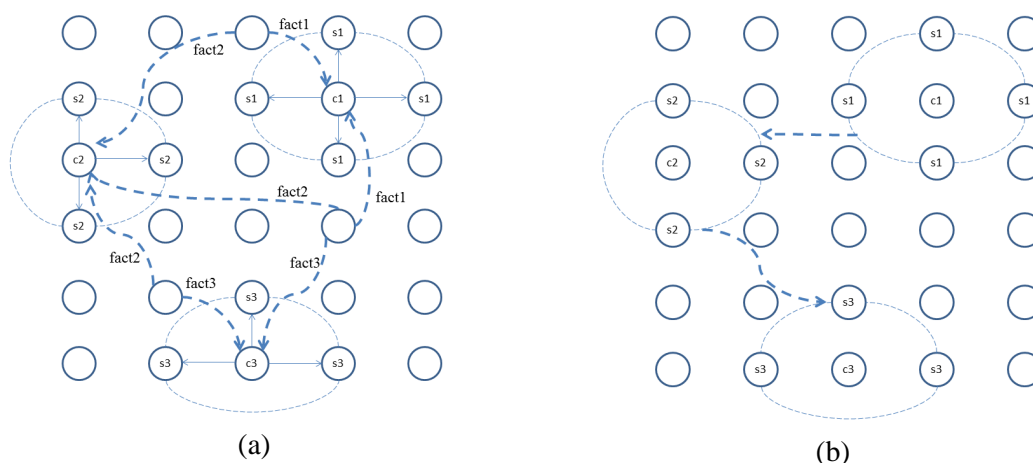 fact1
s1
fact2
s2
s1
c1
s1
c2
s2
s1
fact2
fact1
s2
fact2
fact3
fact3
s3
s3
c3
s3
(a)
s1
s2
s1
c1
s1
c2
s2
s1
s2
s3
s3
c3
s3
(b)